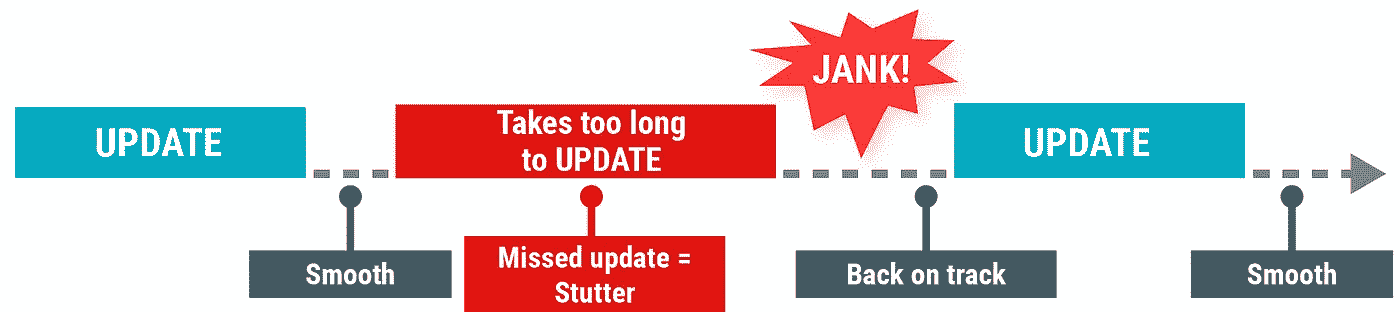 JANK!
UPDATE
Takes too long
to UPDATE
UPDATE
Smooth
Missed update =
Stutter
Back on track
Smooth